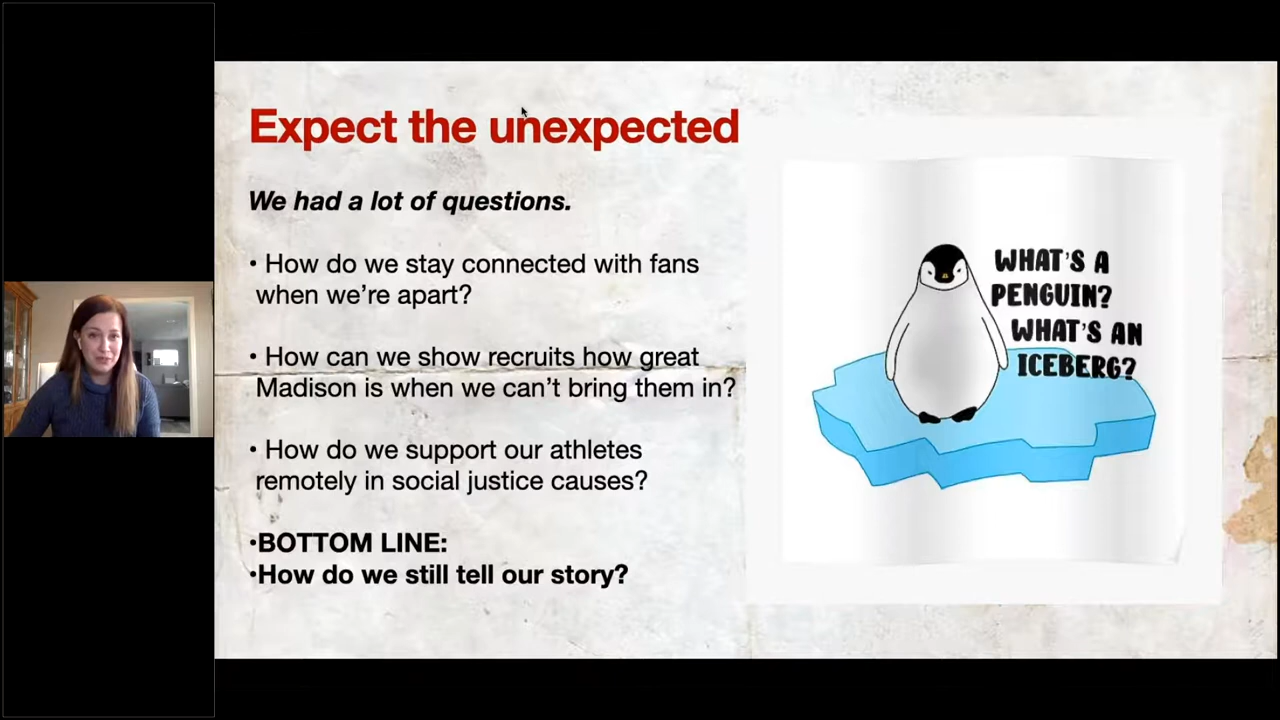 Expect the unexpected
We had a lot of questions.
• How do we stay connected with fans
when we're apart?
• How can we show recruits how great
Madison is when we can't bring them in?
• How do we support our athletes
remotely in social justice causes?
•BOTTOM LINE:
•How do we still tell our story?
WHAT'S A
PENGUIN?
WHAT'S AN
ICEBERG?